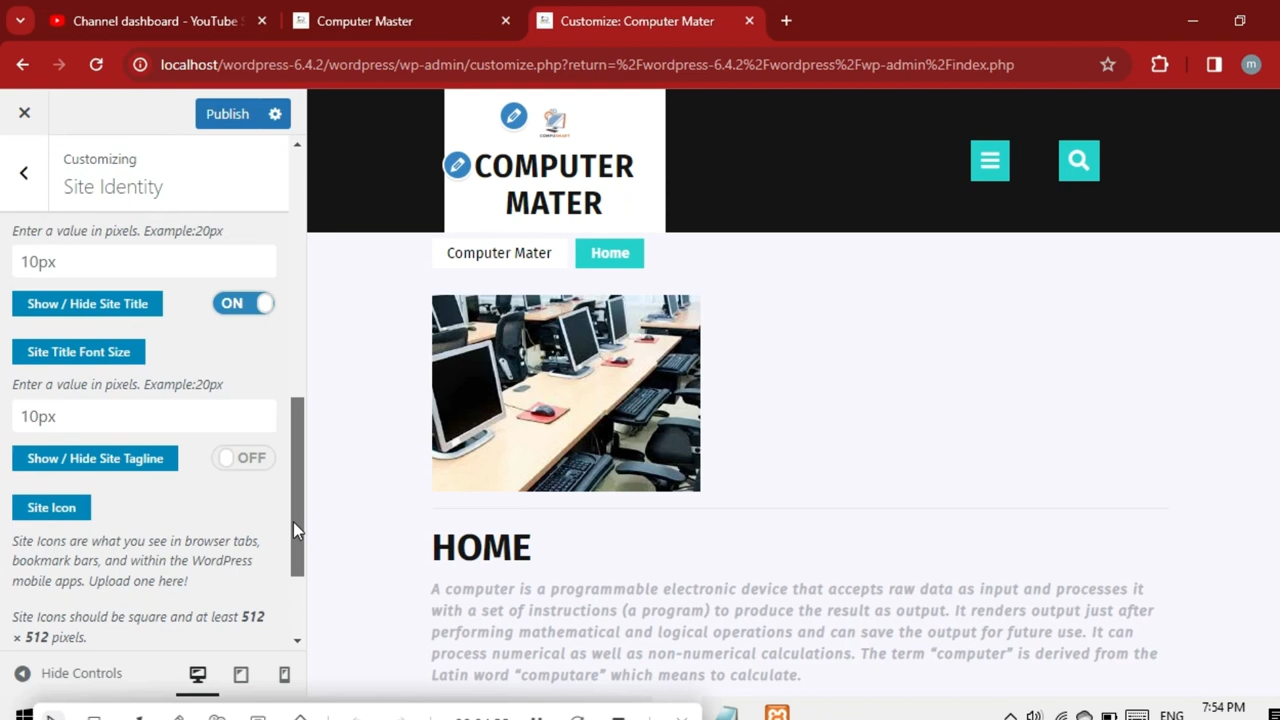 Channel dashboard - YouTube S
Computer Master
Customize: Computer Mater
localhost/wordpress-6.4.2/wordpress/wp-admin/customize.php?return=%2Fwordpress-6.4.2%2Fwordpress%2Fwp-admin%2Findex.php
m
Publish
Customizing
Site Identity
Enter a value in pixels. Example:20px
10px
Show / Hide Site Title
ON
Site Title Font Size
Enter a value in pixels. Example:20px
10px
Show / Hide Site Tagline
OFF
Site Icon
Site Icons are what you see in browser tabs,
bookmark bars, and within the WordPress
mobile apps. Upload one here!
Site Icons should be square and at least 512
× 512 pixels.
Hide Controls
COMPUTER
MATER
Computer Mater
Home
HOME
A computer is a programmable electronic device that accepts raw data as input and processes it
with a set of instructions (a program) to produce the result as output. It renders output just after
performing mathematical and logical operations and can save the output for future use. It can
process numerical as well as non-numerical calculations. The term “computer” is derived from the
Latin word “computare” which means to calculate.
ENG
7:54 PM